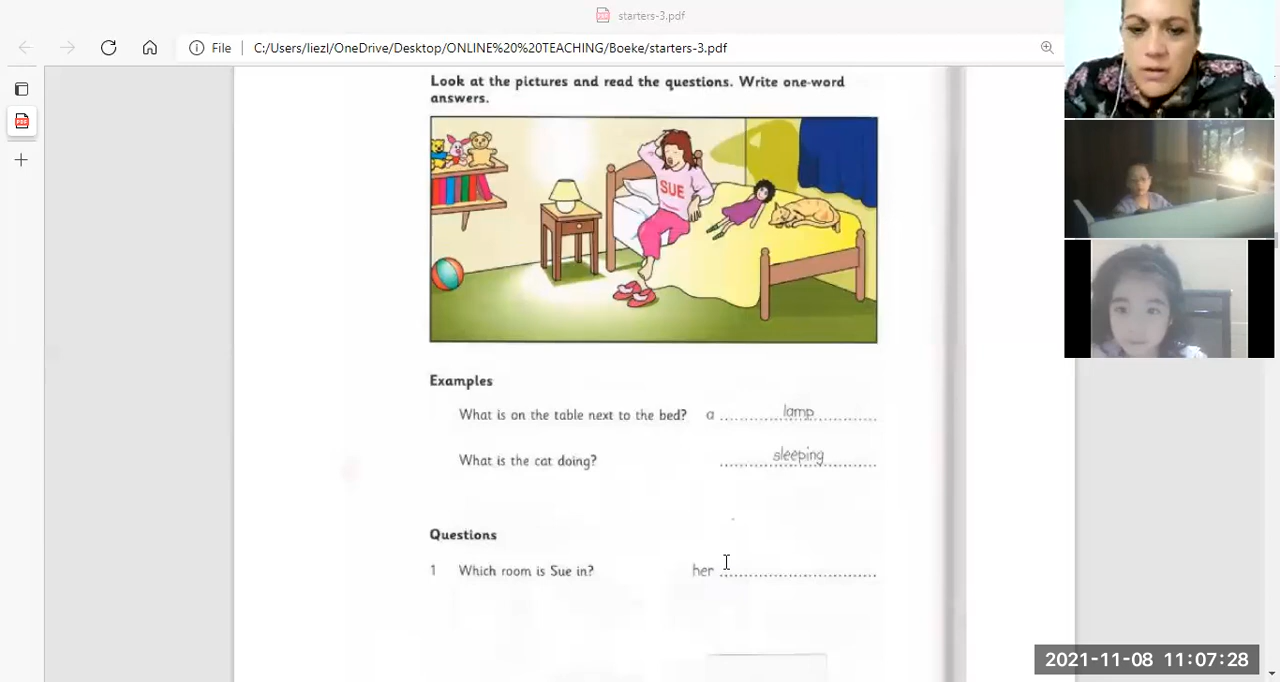 starters-3.pdf
File C:/Users/liezl/OneDrive/Desktop/ONLINE%20%20TEACHING/Boeke/starters-3.pdf
Look at the pictures and read the questions. Write one-word
answers.
SUE
Examples
What is on the table next to the bed? a lamp
What is the cat doing? sleeping
Questions
1 Which room is Sue in? her
2021-11-08 11:07:28